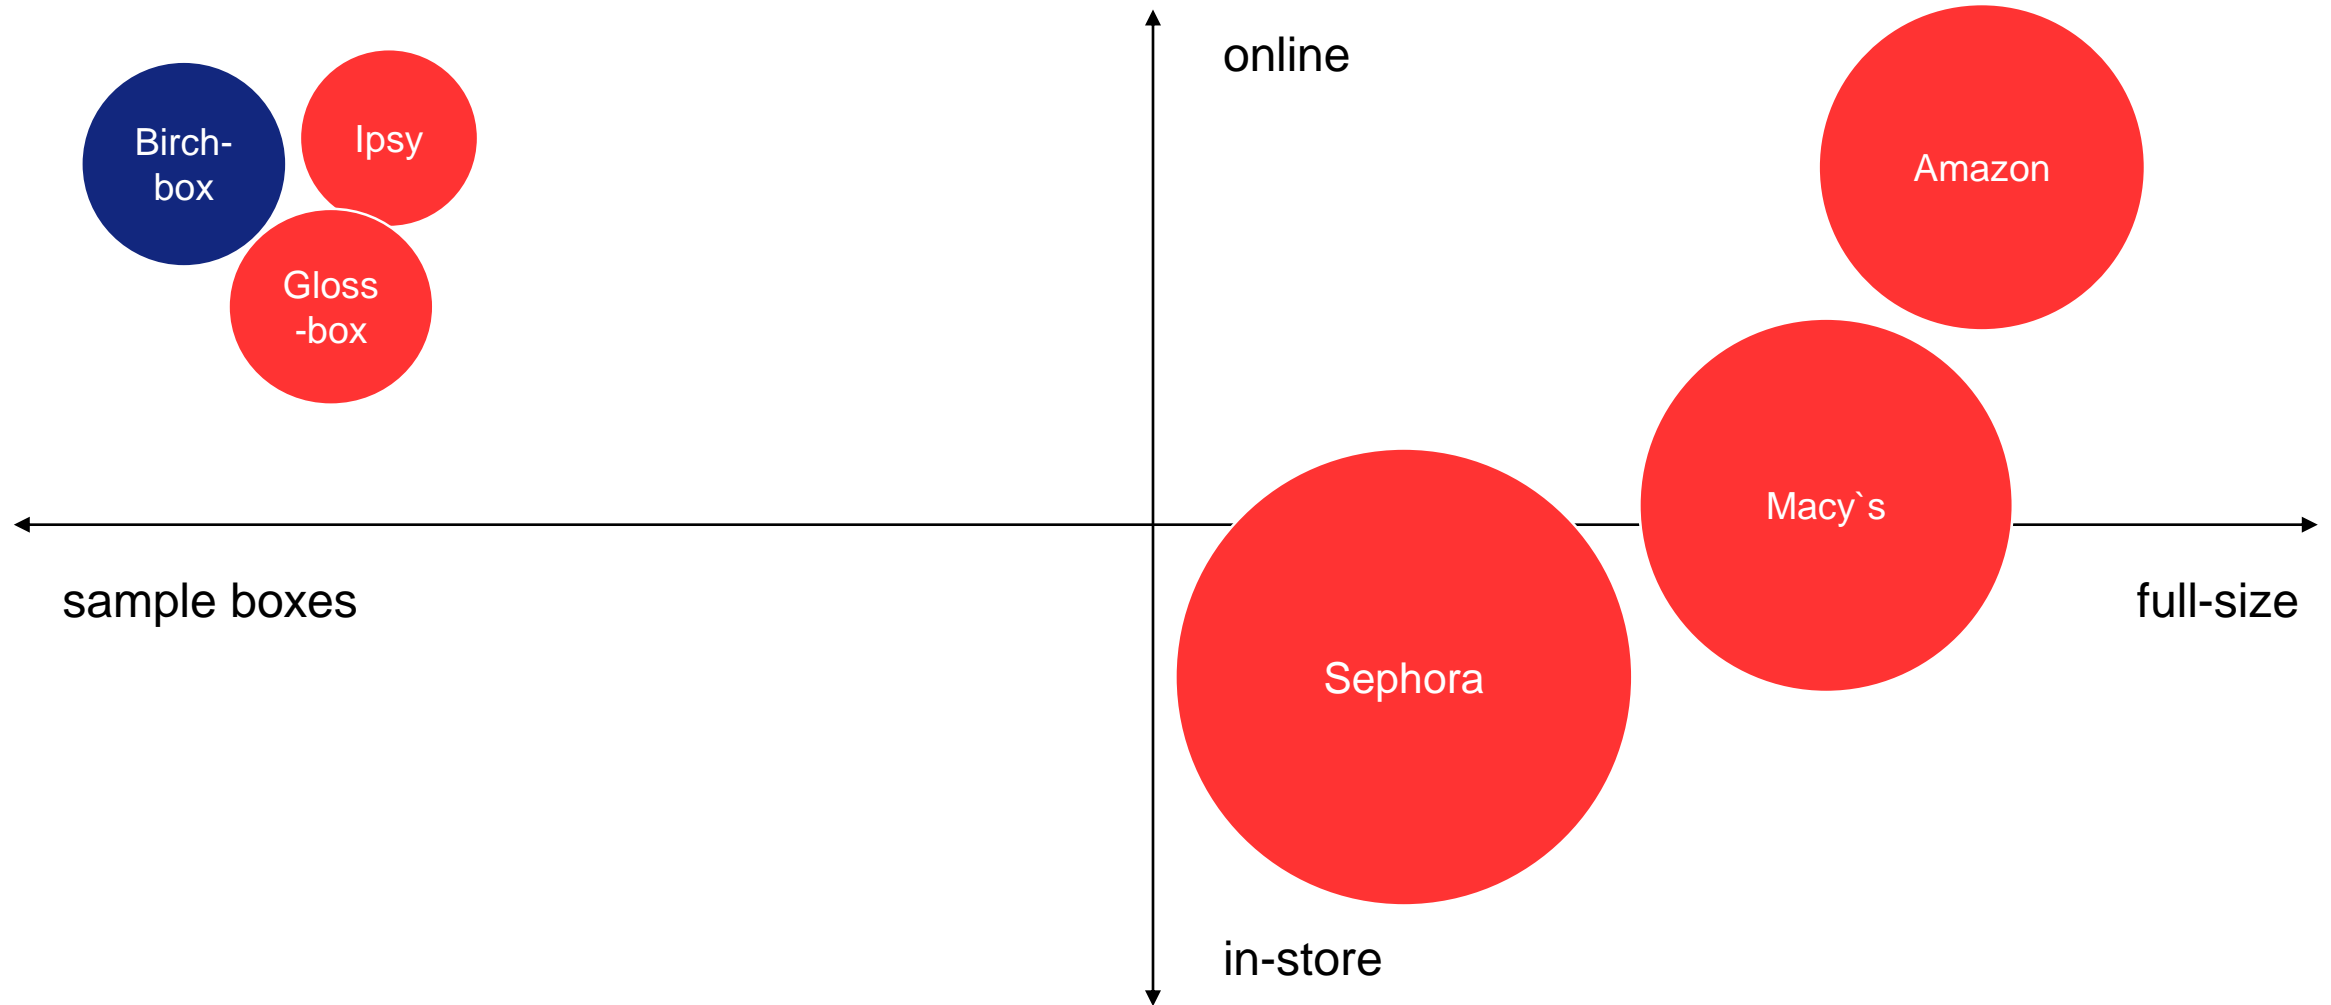 online
Birch-
box
Ipsy
Amazon
Gloss
-box
Macy`s
sample boxes
full-size
Sephora
in-store